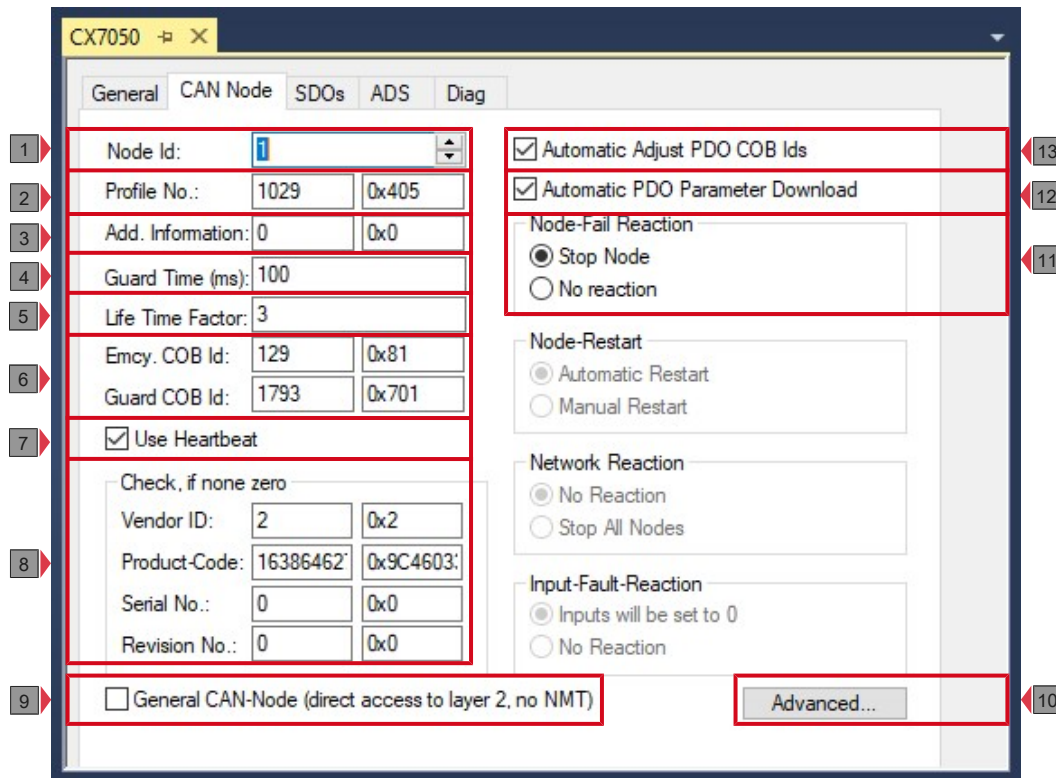 CX7050
General CAN Node SDOs ADS Diag
1 Node Id: 1
2 Profile No.: 1029 0x405
3 Add. Information: 0 0x0
4 Guard Time (ms): 100
5 Life Time Factor: 3
6 Emcy. COB Id: 129 0x81
Guard COB Id: 1793 0x701
7 Use Heartbeat
8 Check, if none zero
Vendor ID: 2 0x2
Product-Code: 16386462 0x9C4603
Serial No.: 0 0x0
Revision No.: 0 0x0
9 General CAN-Node (direct access to layer 2, no NMT)
Automatic Adjust PDO COB Ids 13
Automatic PDO Parameter Download 12
Node-Fail Reaction
Stop Node 11
No reaction
Node-Restart
Automatic Restart
Manual Restart
Network Reaction
No Reaction
Stop All Nodes
Input-Fault-Reaction
Inputs will be set to 0
No Reaction
Advanced... 10